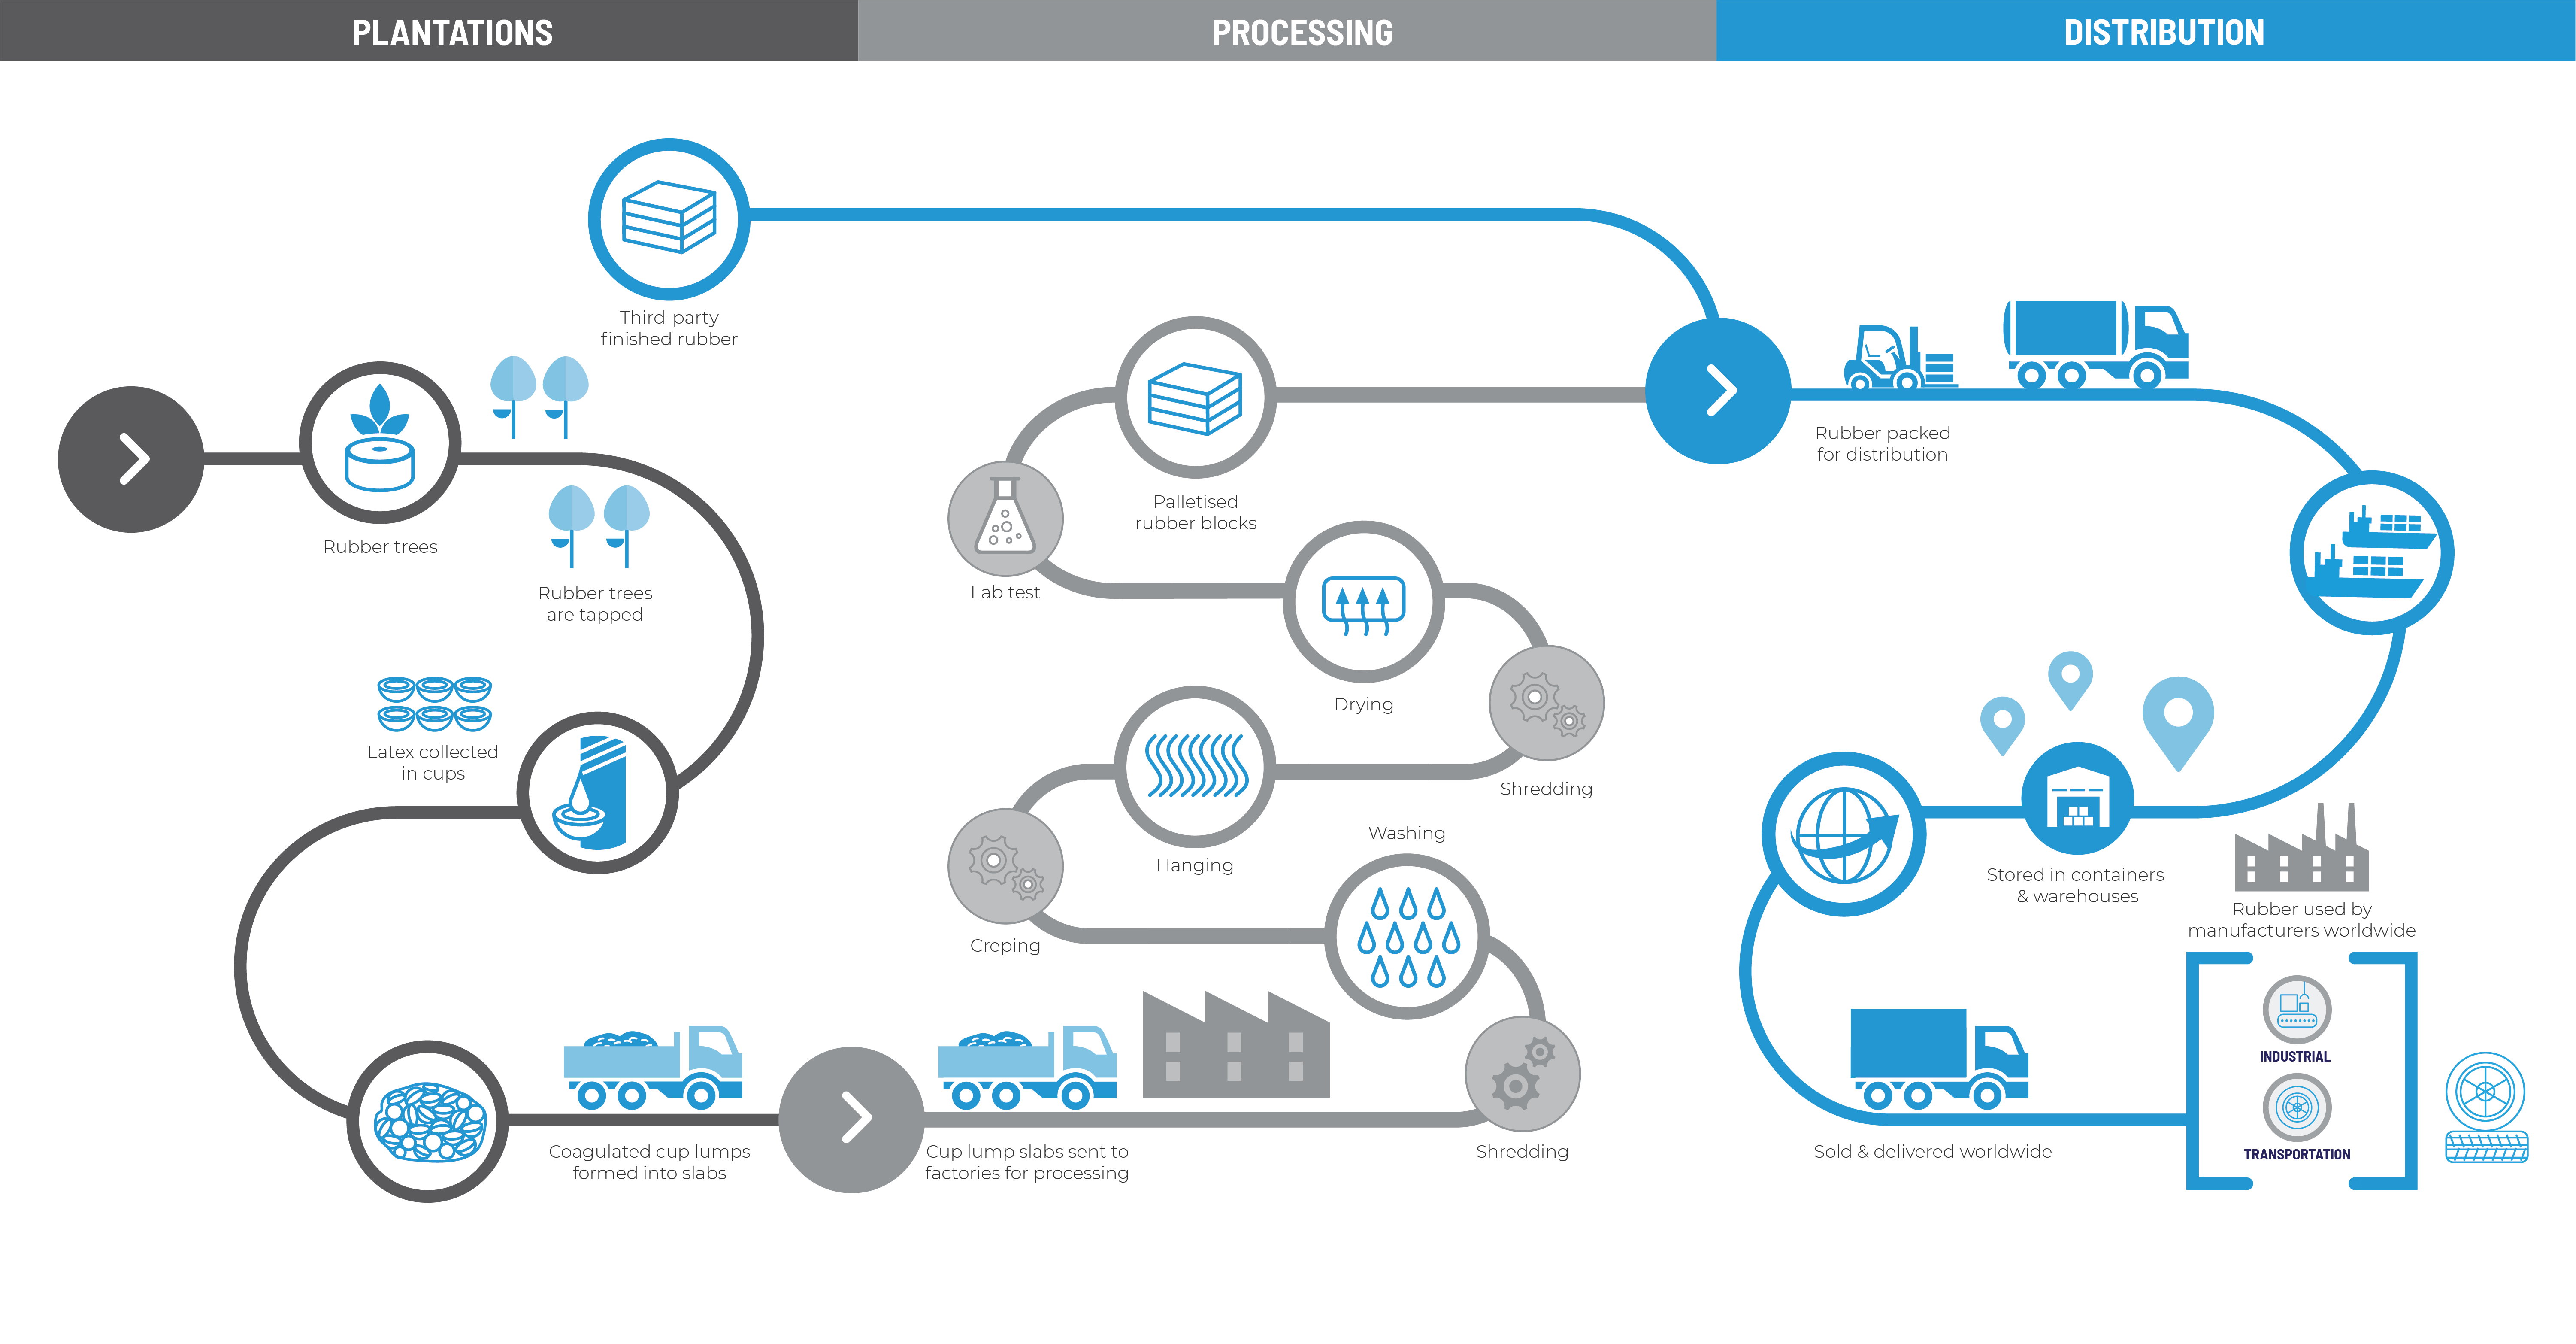 PLANTATIONS
PROCESSING
DISTRIBUTION
Third-party
finished rubber
Rubber trees
Rubber trees
are tapped
Latex collected
in cups
Coagulated cup lumps
formed into slabs
Cup lump slabs sent to
factories for processing
Shredding
Washing
Creping
Hanging
Shredding
Drying
Lab test
Palletised
rubber blocks
Rubber packed
for distribution
Stored in containers
& warehouses
Sold & delivered worldwide
Rubber used by
manufacturers worldwide
INDUSTRIAL
TRANSPORTATION